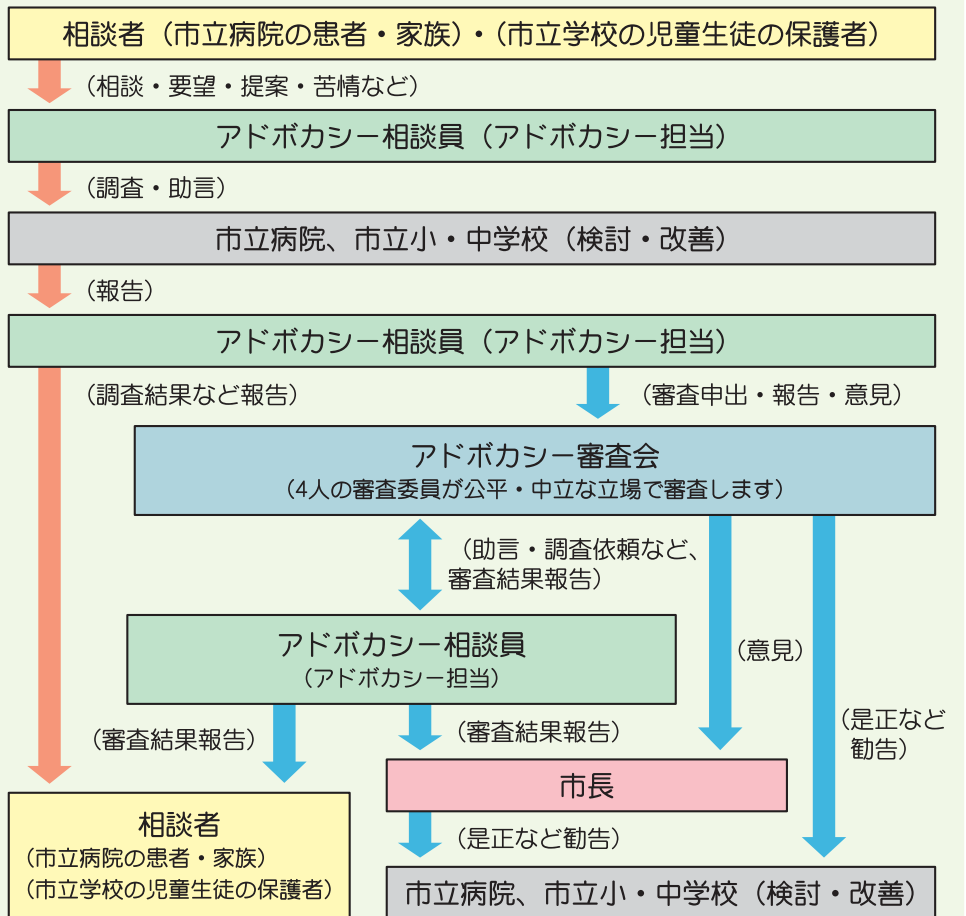 相談者（市立病院の患者・家族）・（市立学校の児童生徒の保護者）
（相談・要望・提案・苦情など）
アドボカシー相談員（アドボカシー担当）
（調査・助言）
市立病院、市立小・中学校（検討・改善）
（報告）
アドボカシー相談員（アドボカシー担当）
（調査結果など報告）
（審査申出・報告・意見）
アドボカシー審査会
（4人の審査委員が公平・中立な立場で審査します）
（助言・調査依頼など、
審査結果報告）
アドボカシー相談員
（アドボカシー担当）
（意見）
（是正など
勧告）
（審査結果報告）
（審査結果報告）
市長
（是正など勧告）
相談者
（市立病院の患者・家族）
（市立学校の児童生徒の保護者）
市立病院、市立小・中学校（検討・改善）